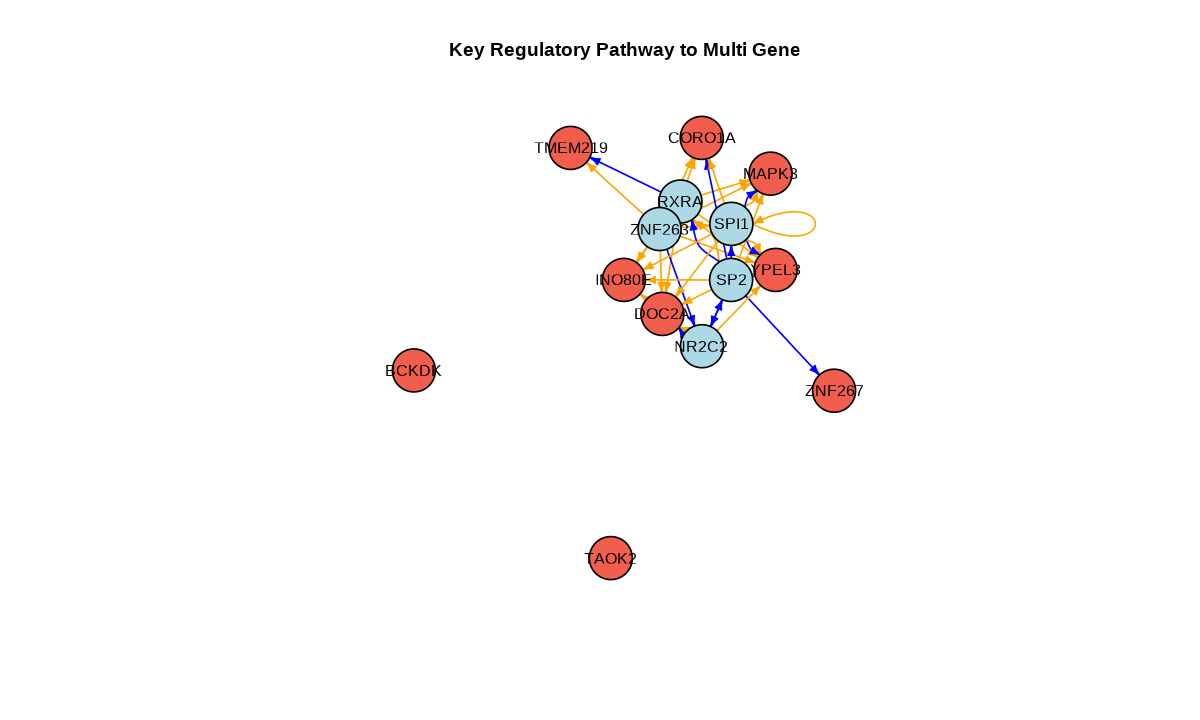 Key Regulatory Pathway to Multi Gene
CORO1A
TMEM219
MAPK3
RXRA
SPI1
ZNF263
YPEL3
INO80E
SP2
DOC2A
NR2C2
BCKDK
ZNF267
TAOK2